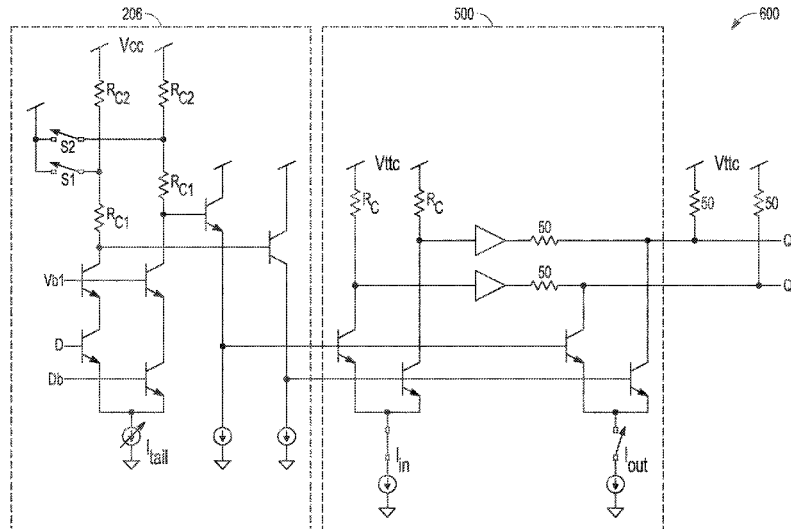 206
500
600
Vcc
RC2
RC2
S2
S1
RC1
RC1
Vttc
RC
RC
50
50
Vttc
50
50
Q
Q
Vb1
D
Db
Itail
Iin
Iout